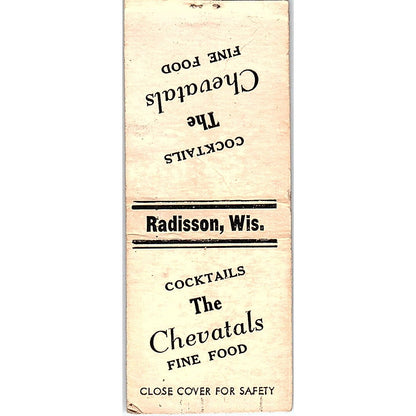 FINE FOOD
Chevatals
The
COCKTAILS
Radisson, Wis.
COCKTAILS
The
Chevatals
FINE FOOD
CLOSE COVER FOR SAFETY